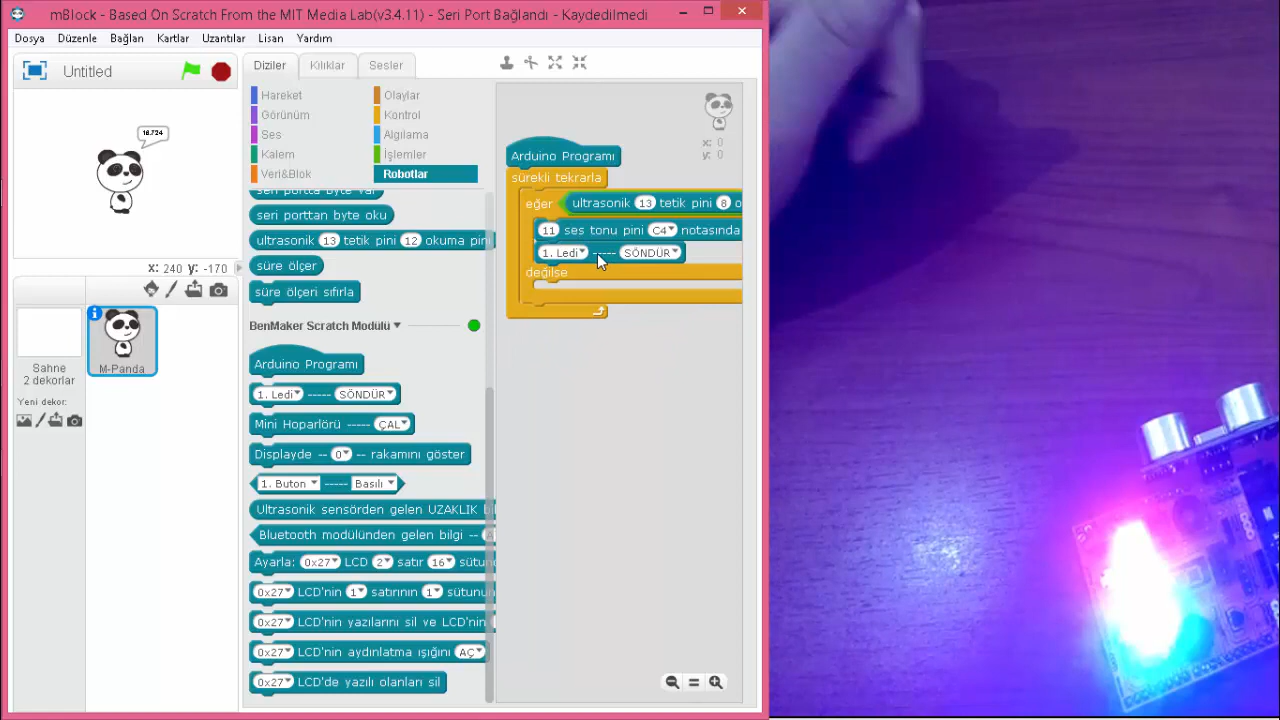 mBlock - Based On Scratch From the MIT Media Lab(v3.4.11) - Seri Port Bağlandı - Kaydedilmedi
Dosya Düzenle Bağlan Kartlar Uzantılar Lisan Yardım
Untitled
16.724
x: 240 y: -170
Sahne
2 dekorlar
Yeni dekor:
M-Panda
Diziler Kılıklar Sesler
Hareket Olaylar
Görünüm Kontrol
Ses Algılama
Kalem İşlemler
Veri&Blok Robotlar
seri portta byte var
seri porttan byte oku
ultrasonik 13 tetik pini 12 okuma pini
süre ölçer
süre ölçeri sıfırla
BenMaker Scratch Modülü
Arduino Programı
1. Ledi ----- SÖNDÜR
Mini Hoparlörü ----- ÇAL
Displayde -- 0 -- rakamını göster
1. Buton ----- Basılı
Ultrasonik sensörden gelen UZAKLIK
Bluetooth modülünden gelen bilgi --
Ayarla: 0x27 LCD 2 satır 16 sütun
0x27 LCD'nin 1 satırının 1 sütunu
0x27 LCD'nin yazılarını sil ve LCD'nin
0x27 LCD'nin aydınlatma ışığını AÇ
0x27 LCD'de yazılı olanları sil
x: 0
y: 0
Arduino Programı
sürekli tekrarla
eğer ultrasonik 13 tetik pini 8 o
11 ses tonu pini C4 notasında
1. Ledi ----- SÖNDÜR
değilse